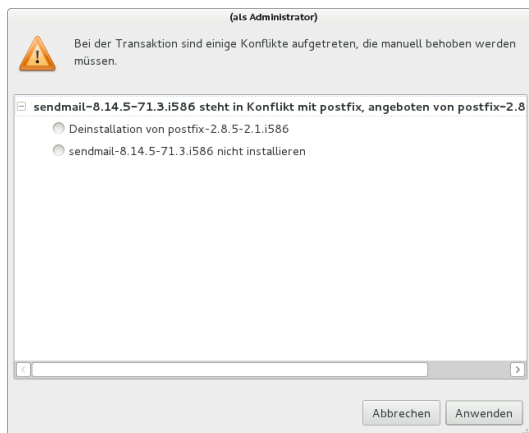 (als Administrator)
Bei der Transaktion sind einige Konflikte aufgetreten, die manuell behoben werden
müssen.
sendmail-8.14.5-71.3.i586 steht in Konflikt mit postfix, angeboten von postfix-2.8
Deinstallation von postfix-2.8.5-2.1.i586
sendmail-8.14.5-71.3.i586 nicht installieren
Abbrechen Anwenden